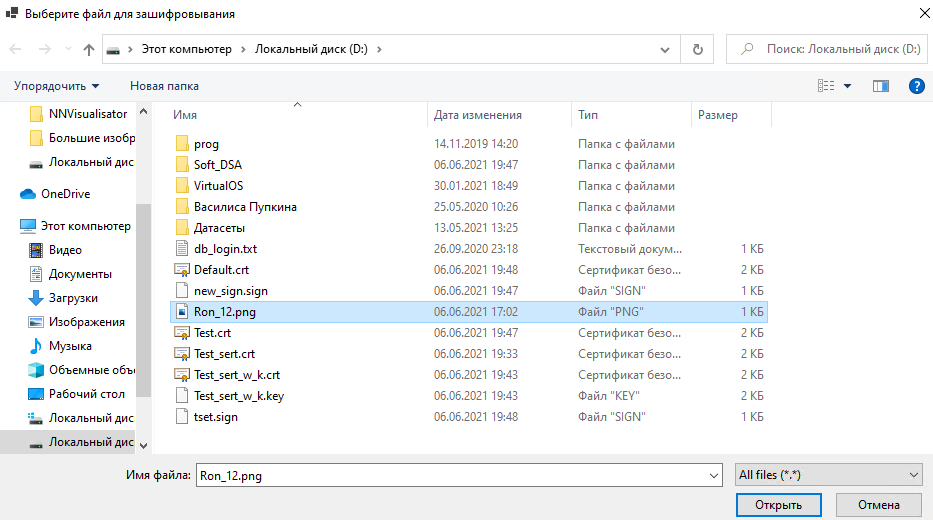 Выберите файл для зашифровывания
Этот компьютер > Локальный диск (D:) >
Поиск: Локальный диск (D:)
Упорядочить Новая папка
NNVisualisator
Большие изобр
Локальный дис
OneDrive
Этот компьютер
Видео
Документы
Загрузки
Изображения
Музыка
Объемные объе
Рабочий стол
Локальный дис
Локальный дис
Имя Дата изменения Тип Размер
prog 14.11.2019 14:20 Папка с файлами
Soft_DSA 06.06.2021 19:47 Папка с файлами
VirtualOS 30.01.2021 18:49 Папка с файлами
Василиса Пупкина 25.05.2020 10:26 Папка с файлами
Датасеты 13.05.2021 13:25 Папка с файлами
db_login.txt 26.09.2020 23:18 Текстовый докум... 1 КБ
Default.crt 06.06.2021 19:48 Сертификат безо... 2 КБ
new_sign.sign 06.06.2021 19:47 Файл "SIGN" 1 КБ
Ron_12.png 06.06.2021 17:02 Файл "PNG" 1 КБ
Test.crt 06.06.2021 19:47 Сертификат безо... 2 КБ
Test_sert.crt 06.06.2021 19:33 Сертификат безо... 2 КБ
Test_sert_w_k.crt 06.06.2021 19:43 Сертификат безо... 2 КБ
Test_sert_w_k.key 06.06.2021 19:43 Файл "KEY" 2 КБ
tset.sign 06.06.2021 19:48 Файл "SIGN" 1 КБ
Имя файла: Ron_12.png All files (*.*)
Открыть Отмена